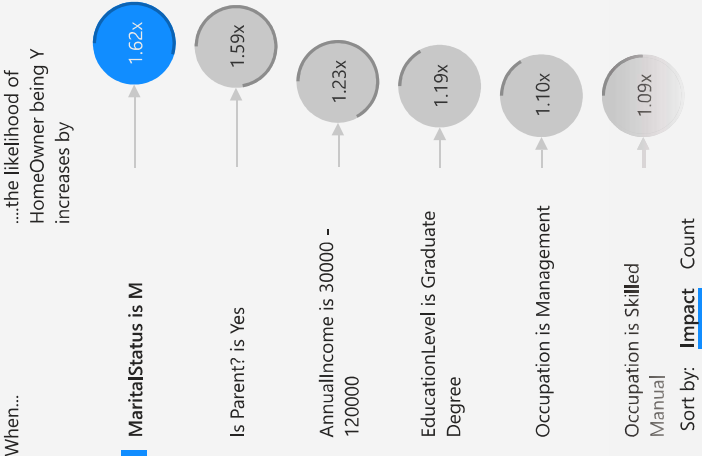 When...
....the likelihood of
HomeOwner being Y
increases by
MaritalStatus is M
1.62x
Is Parent? is Yes
1.59x
AnnualIncome is 30000 -
120000
1.23x
EducationLevel is Graduate
Degree
1.19x
Occupation is Management
1.10x
Occupation is Skilled
Manual
1.09x
Sort by: Impact Count